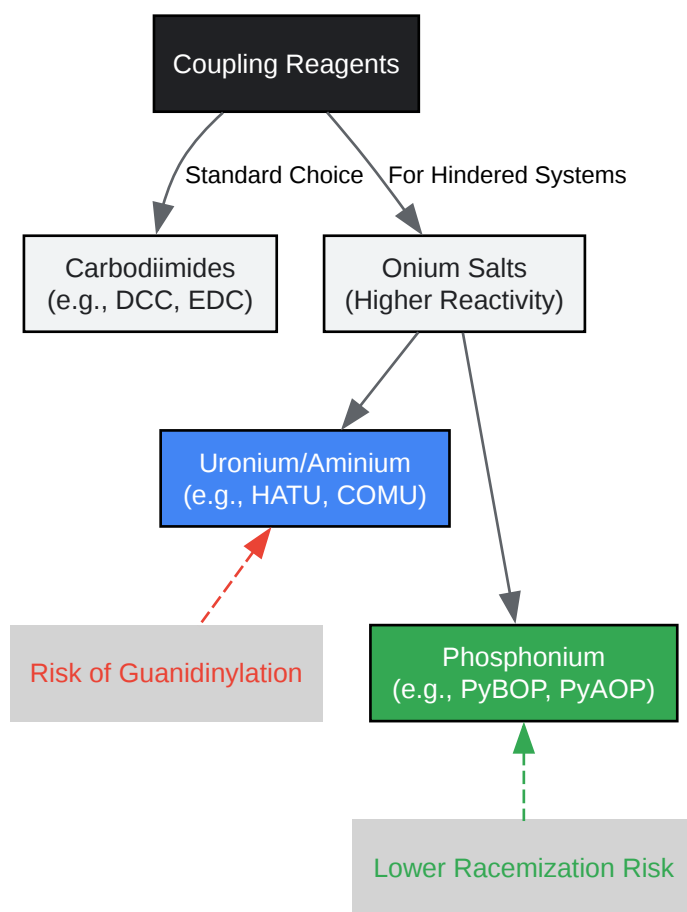 Coupling Reagents
Standard Choice
For Hindered Systems
Carbodiimides
(e.g., DCC, EDC)
Onium Salts
(Higher Reactivity)
Uronium/Aminium
(e.g., HATU, COMU)
Risk of Guanidinylation
Phosphonium
(e.g., PyBOP, PyAOP)
Lower Racemization Risk